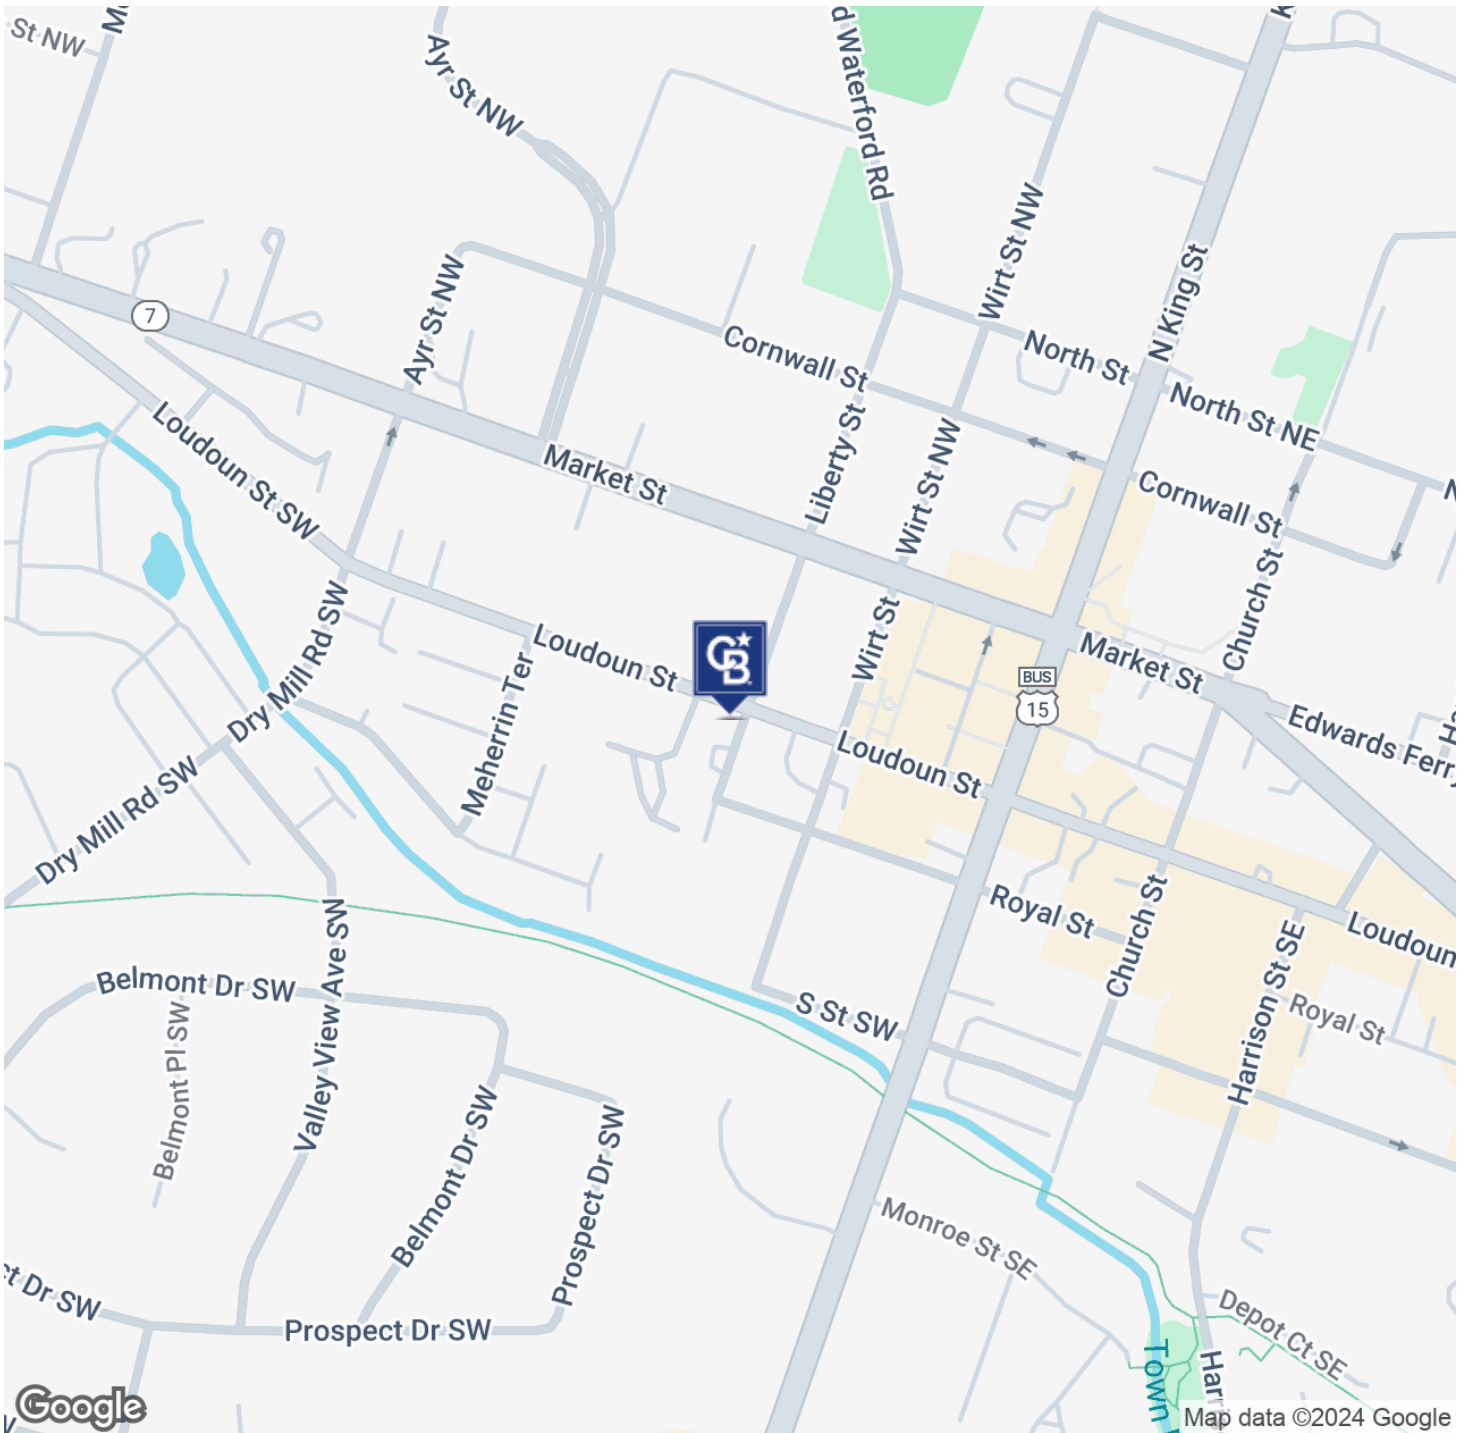 St NW
Ayr St NW
d Waterford Rd
Wirt St NW
N King St
7
Ayr St NW
Cornwall St
North St
North St NE
Loudoun St SW
Market St
Liberty St
Wirt St NW
Cornwall St
Church St
Dry Mill Rd SW
Loudoun St
CB
Wirt St
Market St
BUS
15
Edwards Ferry
Meherrin Ter
Loudoun St
Dry Mill Rd SW
Royal St
Church St
Loudoun
Harrison St SE
Royal St
Belmont Dr SW
Belmont Pl SW
Valley View Ave SW
S St SW
Belmont Dr SW
Prospect Dr SW
Monroe St SE
ct Dr SW
Prospect Dr SW
Depot Ct SE
Town
Harri
Google
Map data ©2024 Google